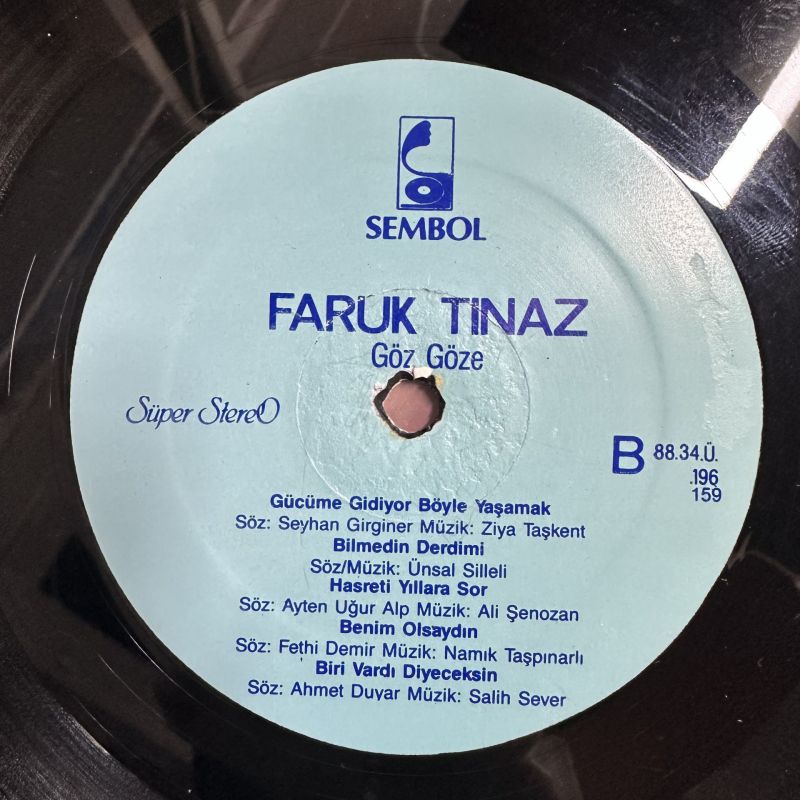 SEMBOL
FARUK TINAZ
Göz Göze
Süper StereO
B 88.34.Ü.
.196
159
Gücüme Gidiyor Böyle Yaşamak
Söz: Seyhan Girginer Müzik: Ziya Taşkent
Bilmedin Derdimi
Söz/Müzik: Ünsal Silleli
Hasreti Yıllara Sor
Söz: Ayten Uğur Alp Müzik: Ali Şenozan
Benim Olsaydın
Söz: Fethi Demir Müzik: Namık Taşpınarlı
Biri Vardı Diyeceksin
Söz: Ahmet Duyar Müzik: Salih Sever